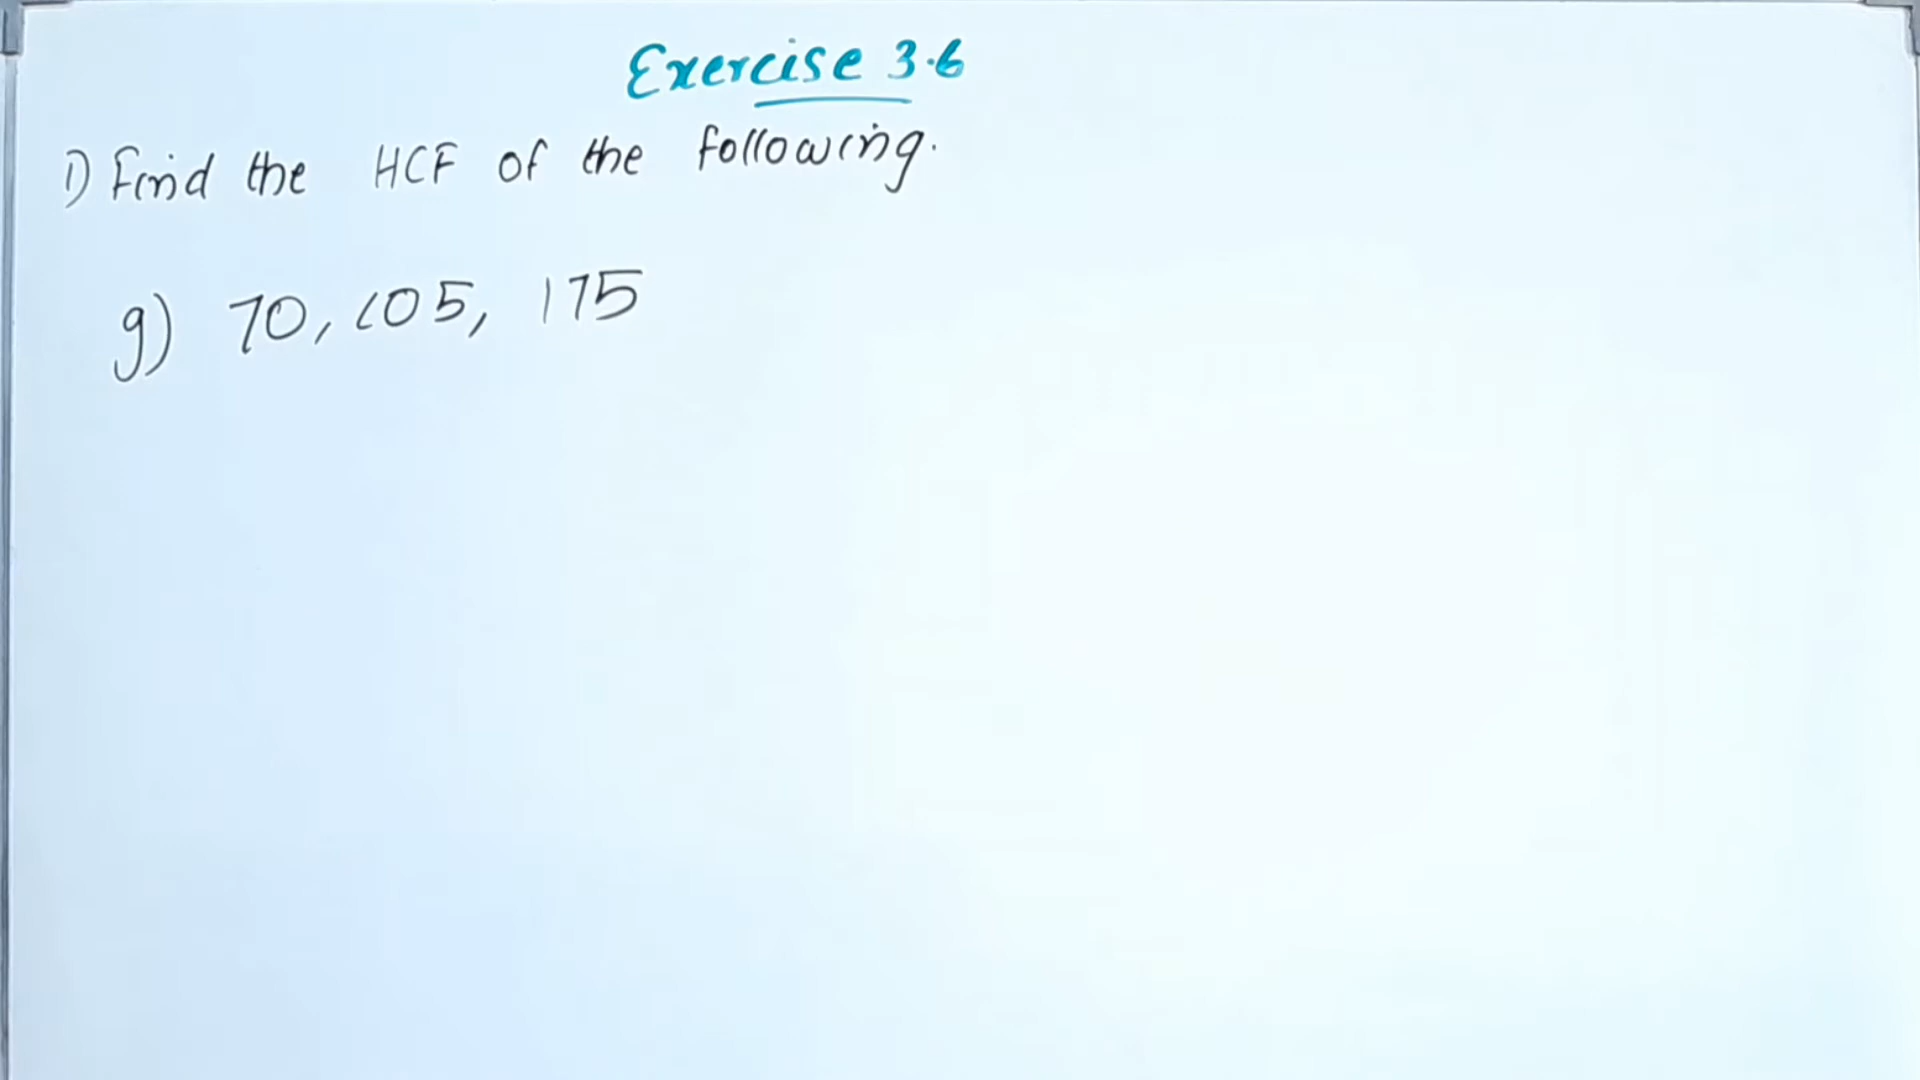 Exercise 3.6
1) Find the HCF of the following.
g) 70, 105, 175